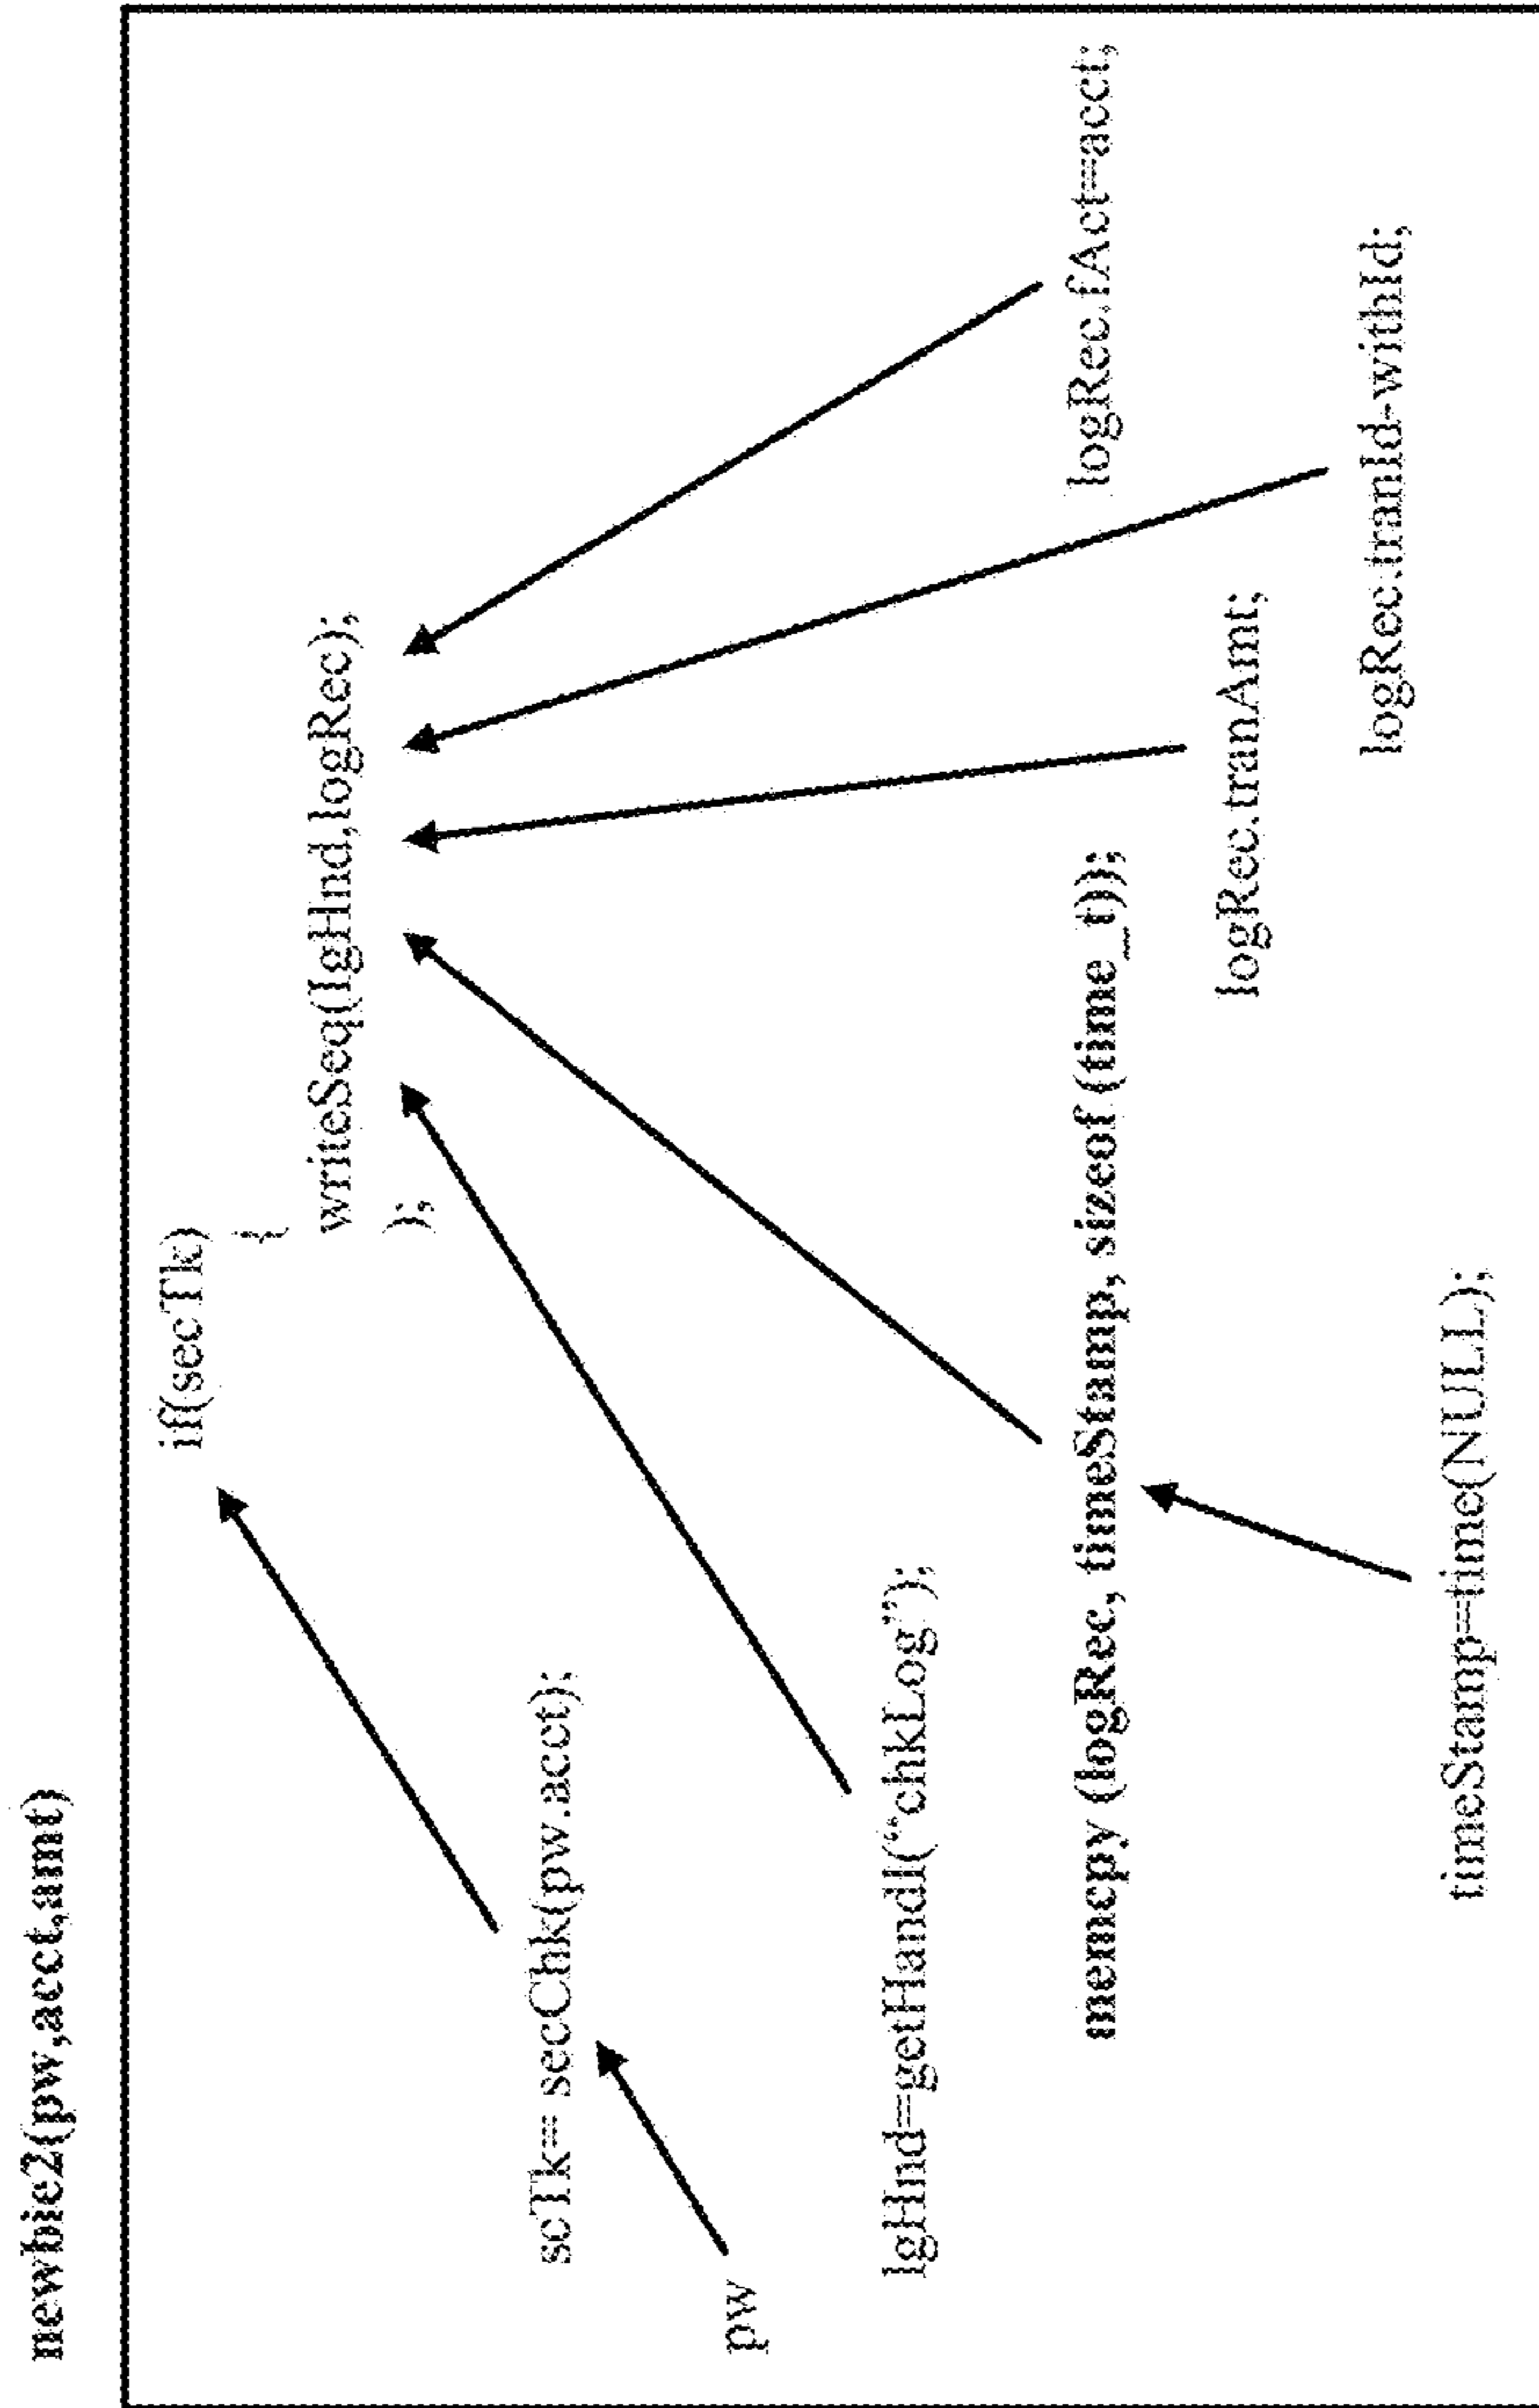 newbie2(pw,acct,amt)
if(secTk)
{
writeSeq(lgHnd,logRec);
};
scTk= secChk(pw.acct);
pw
lgHnd=getHandl(“chkLog”);
memcpy (logRec, timeStamp, sizeof (time_t));
logRec.fAct=acct;
logRec.tranAmt;
logRec.tranId-withId;
timeStamp=time(NULL);